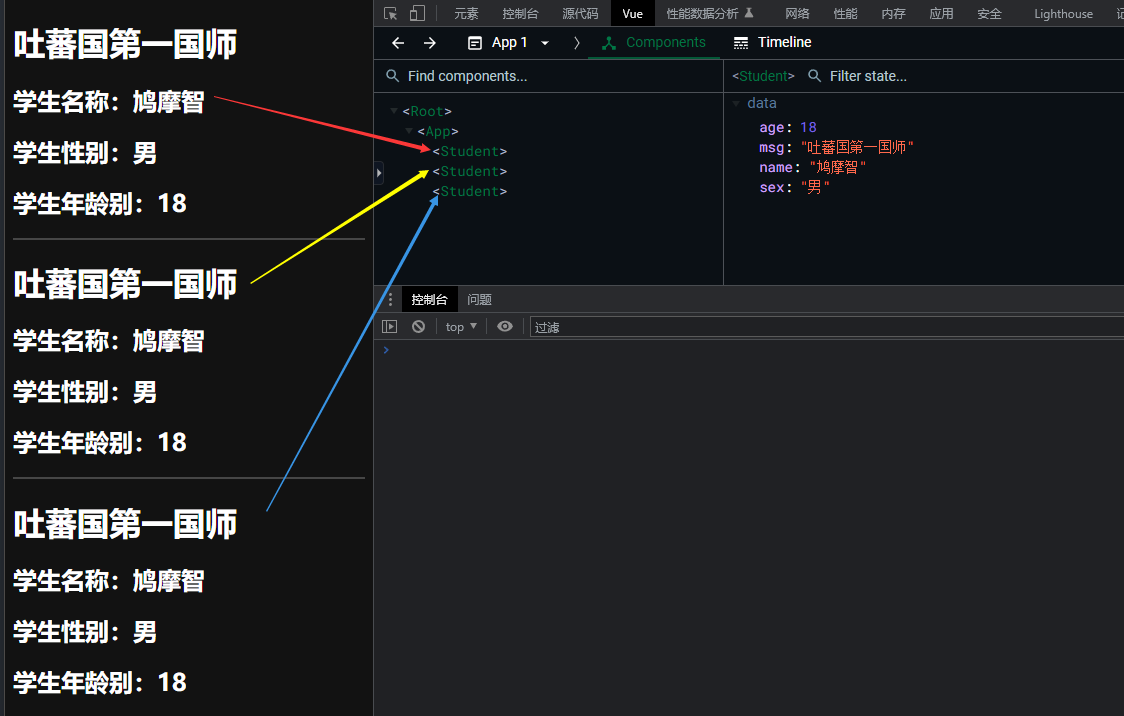 吐蕃国第一国师
学生名称：鸠摩智
学生性别：男
学生年龄别：18
吐蕃国第一国师
学生名称：鸠摩智
学生性别：男
学生年龄别：18
吐蕃国第一国师
学生名称：鸠摩智
学生性别：男
学生年龄别：18
元素 控制台 源代码 Vue 性能数据分析 网络 性能 内存 应用 安全 Lighthouse
App 1 Components Timeline
Find components... <Student> Filter state...
<Root>
<App>
<Student>
<Student>
<Student>
data
age: 18
msg: "吐蕃国第一国师"
name: "鸠摩智"
sex: "男"
控制台 问题
top 过滤